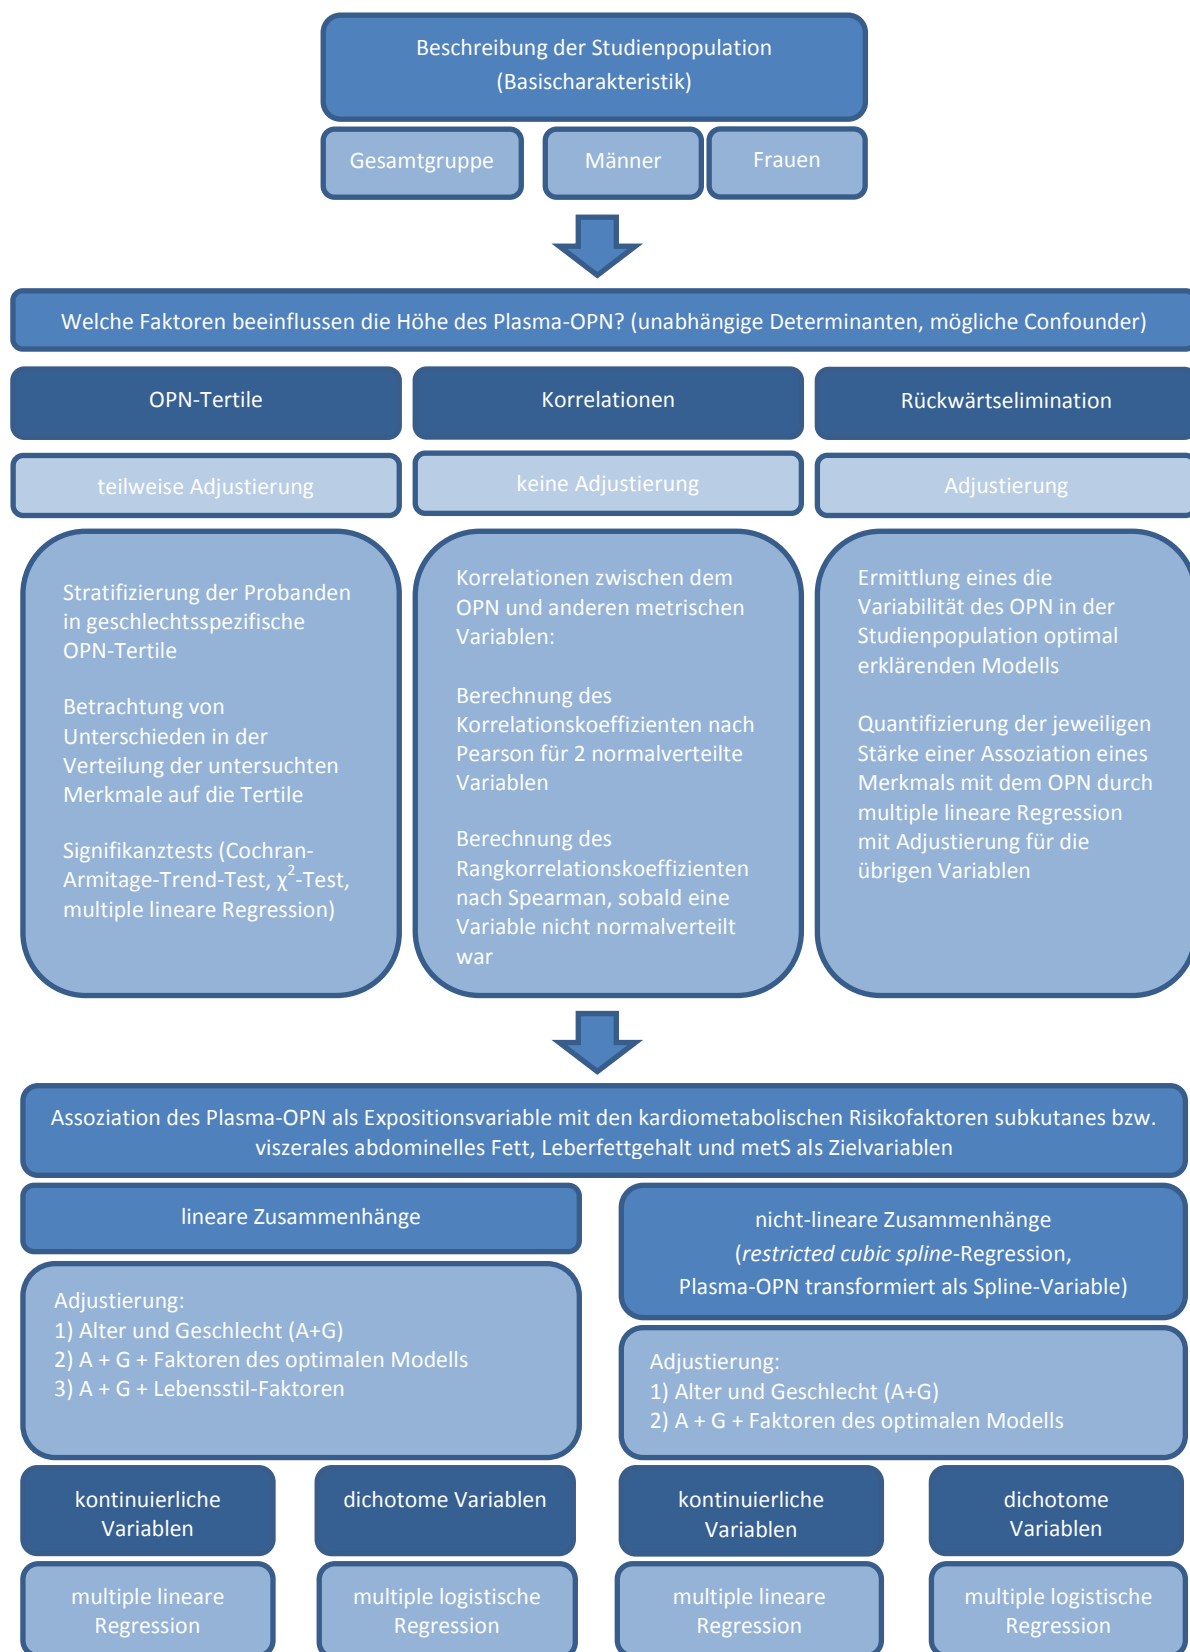 Beschreibung der Studienpopulation
(Basischarakteristik)
Gesamtgruppe
Männer
Frauen
Welche Faktoren beeinflussen die Höhe des Plasma-OPN? (unabhängige Determinanten, mögliche Confounder)
OPN-Tertile
Korrelationen
Rückwärtselimination
teilweise Adjustierung
keine Adjustierung
Adjustierung
Stratifizierung der Probanden
in geschlechtsspezifische
OPN-Tertile
Betrachtung von
Unterschieden in der
Verteilung der untersuchten
Merkmale auf die Tertile
Signifikanztests (Cochran-
Armitage-Trend-Test, χ²-Test,
multiple lineare Regression)
Korrelationen zwischen dem
OPN und anderen metrischen
Variablen:
Berechnung des
Korrelationskoeffizienten nach
Pearson für 2 normalverteilte
Variablen
Berechnung des
Rangkorrelationskoeffizienten
nach Spearman, sobald eine
Variable nicht normalverteilt
war
Ermittlung eines die
Variabilität des OPN in der
Studienpopulation optimal
erklärenden Modells
Quantifizierung der jeweiligen
Stärke einer Assoziation eines
Merkmals mit dem OPN durch
multiple lineare Regression
mit Adjustierung für die
übrigen Variablen
Assoziation des Plasma-OPN als Expositionsvariable mit den kardiometabolischen Risikofaktoren subkutanes bzw.
viszerales abdominelles Fett, Leberfettgehalt und metS als Zielvariablen
lineare Zusammenhänge
Adjustierung:
1) Alter und Geschlecht (A+G)
2) A + G + Faktoren des optimalen Modells
3) A + G + Lebensstil-Faktoren
nicht-lineare Zusammenhänge
(restricted cubic spline-Regression,
Plasma-OPN transformiert als Spline-Variable)
Adjustierung:
1) Alter und Geschlecht (A+G)
2) A + G + Faktoren des optimalen Modells
kontinuierliche
Variablen
dichotome Variablen
kontinuierliche
Variablen
dichotome
Variablen
multiple lineare
Regression
multiple logistische
Regression
multiple lineare
Regression
multiple logistische
Regression